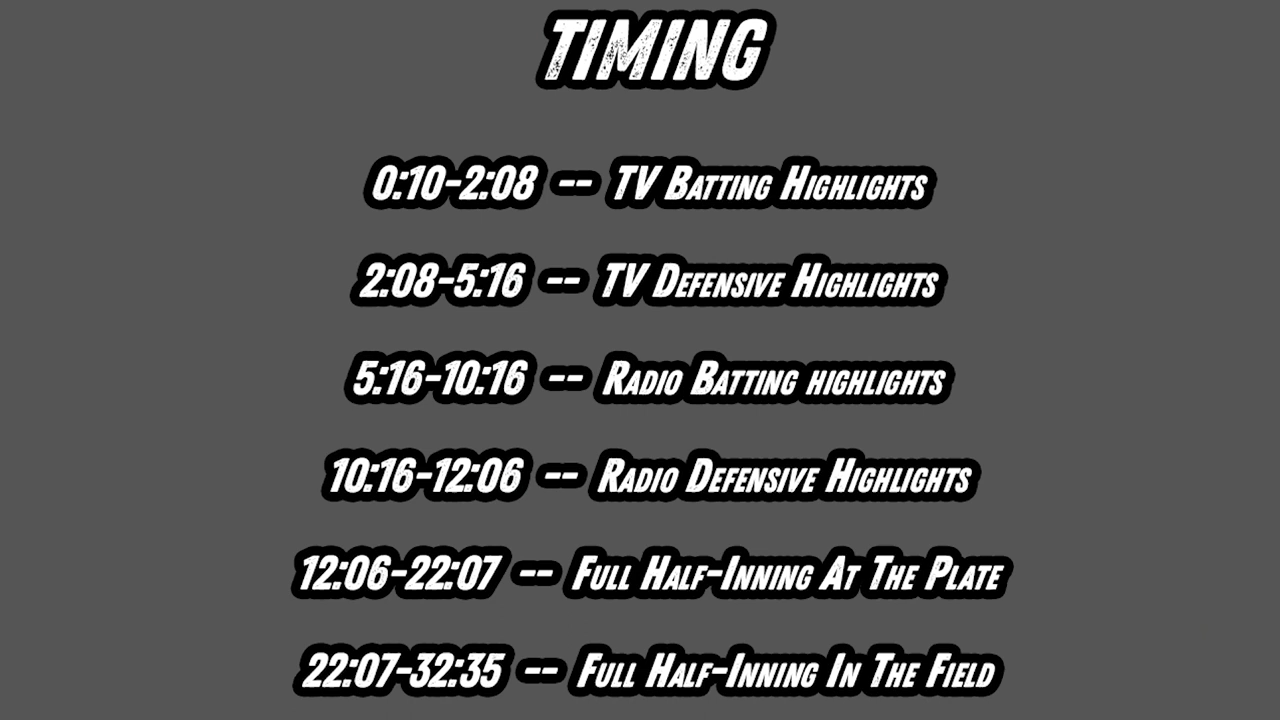 TIMING
0:10-2:08 -- TV Batting Highlights
2:08-5:16 -- TV Defensive Highlights
5:16-10:16 -- Radio Batting highlights
10:16-12:06 -- Radio Defensive Highlights
12:06-22:07 -- Full Half-Inning At The Plate
22:07-32:35 -- Full Half-Inning In The Field